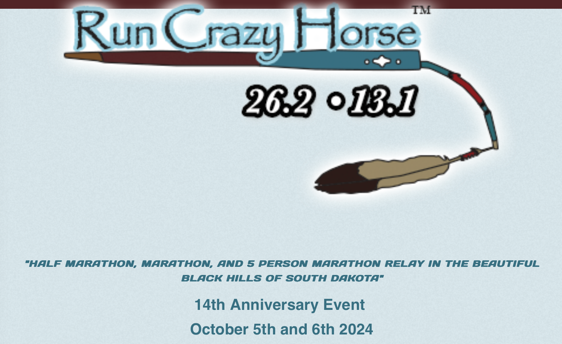 Run Crazy Horse™
26.2 • 13.1
"HALF MARATHON, MARATHON, AND 5 PERSON MARATHON RELAY IN THE BEAUTIFUL
BLACK HILLS OF SOUTH DAKOTA"
14th Anniversary Event
October 5th and 6th 2024